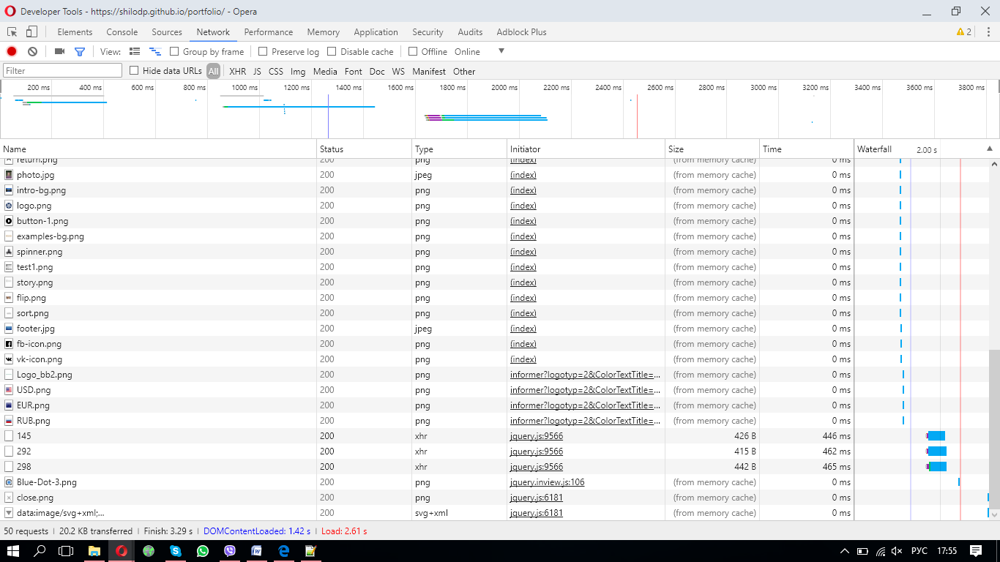 Developer Tools - https://shilodp.github.io/portfolio/ - Opera
Elements Console Sources Network Performance Memory Application Security Audits Adblock Plus 2
View: Group by frame Preserve log Disable cache Offline Online
Filter Hide data URLs All XHR JS CSS Img Media Font Doc WS Manifest Other
200 ms 400 ms 600 ms 800 ms 1000 ms 1200 ms 1400 ms 1600 ms 1800 ms 2000 ms 2200 ms 2400 ms 2600 ms 2800 ms 3000 ms 3200 ms 3400 ms 3600 ms 3800 ms
Name Status Type Initiator Size Time Waterfall 2.00 s
return.png 200 png (index) (from memory cache) 0 ms
photo.jpg 200 jpeg (index) (from memory cache) 0 ms
intro-bg.png 200 png (index) (from memory cache) 0 ms
logo.png 200 png (index) (from memory cache) 0 ms
button-1.png 200 png (index) (from memory cache) 0 ms
examples-bg.png 200 png (index) (from memory cache) 0 ms
spinner.png 200 png (index) (from memory cache) 0 ms
test1.png 200 png (index) (from memory cache) 0 ms
story.png 200 png (index) (from memory cache) 0 ms
flip.png 200 png (index) (from memory cache) 0 ms
sort.png 200 png (index) (from memory cache) 0 ms
footer.jpg 200 jpeg (index) (from memory cache) 0 ms
fb-icon.png 200 png (index) (from memory cache) 0 ms
vk-icon.png 200 png (index) (from memory cache) 0 ms
Logo_bb2.png 200 png informer?logotyp=2&ColorTextTitle=... (from memory cache) 0 ms
USD.png 200 png informer?logotyp=2&ColorTextTitle=... (from memory cache) 0 ms
EUR.png 200 png informer?logotyp=2&ColorTextTitle=... (from memory cache) 0 ms
RUB.png 200 png informer?logotyp=2&ColorTextTitle=... (from memory cache) 0 ms
145 200 xhr jquery.js:9566 426 B 446 ms
292 200 xhr jquery.js:9566 415 B 462 ms
298 200 xhr jquery.js:9566 442 B 465 ms
Blue-Dot-3.png 200 png jquery.inview.js:106 (from memory cache) 0 ms
close.png 200 png jquery.js:6181 (from memory cache) 0 ms
data:image/svg+xml;... 200 svg+xml jquery.js:6181 (from memory cache) 0 ms
50 requests | 20.2 KB transferred | Finish: 3.29 s | DOMContentLoaded: 1.42 s | Load: 2.61 s
РУС 17:55